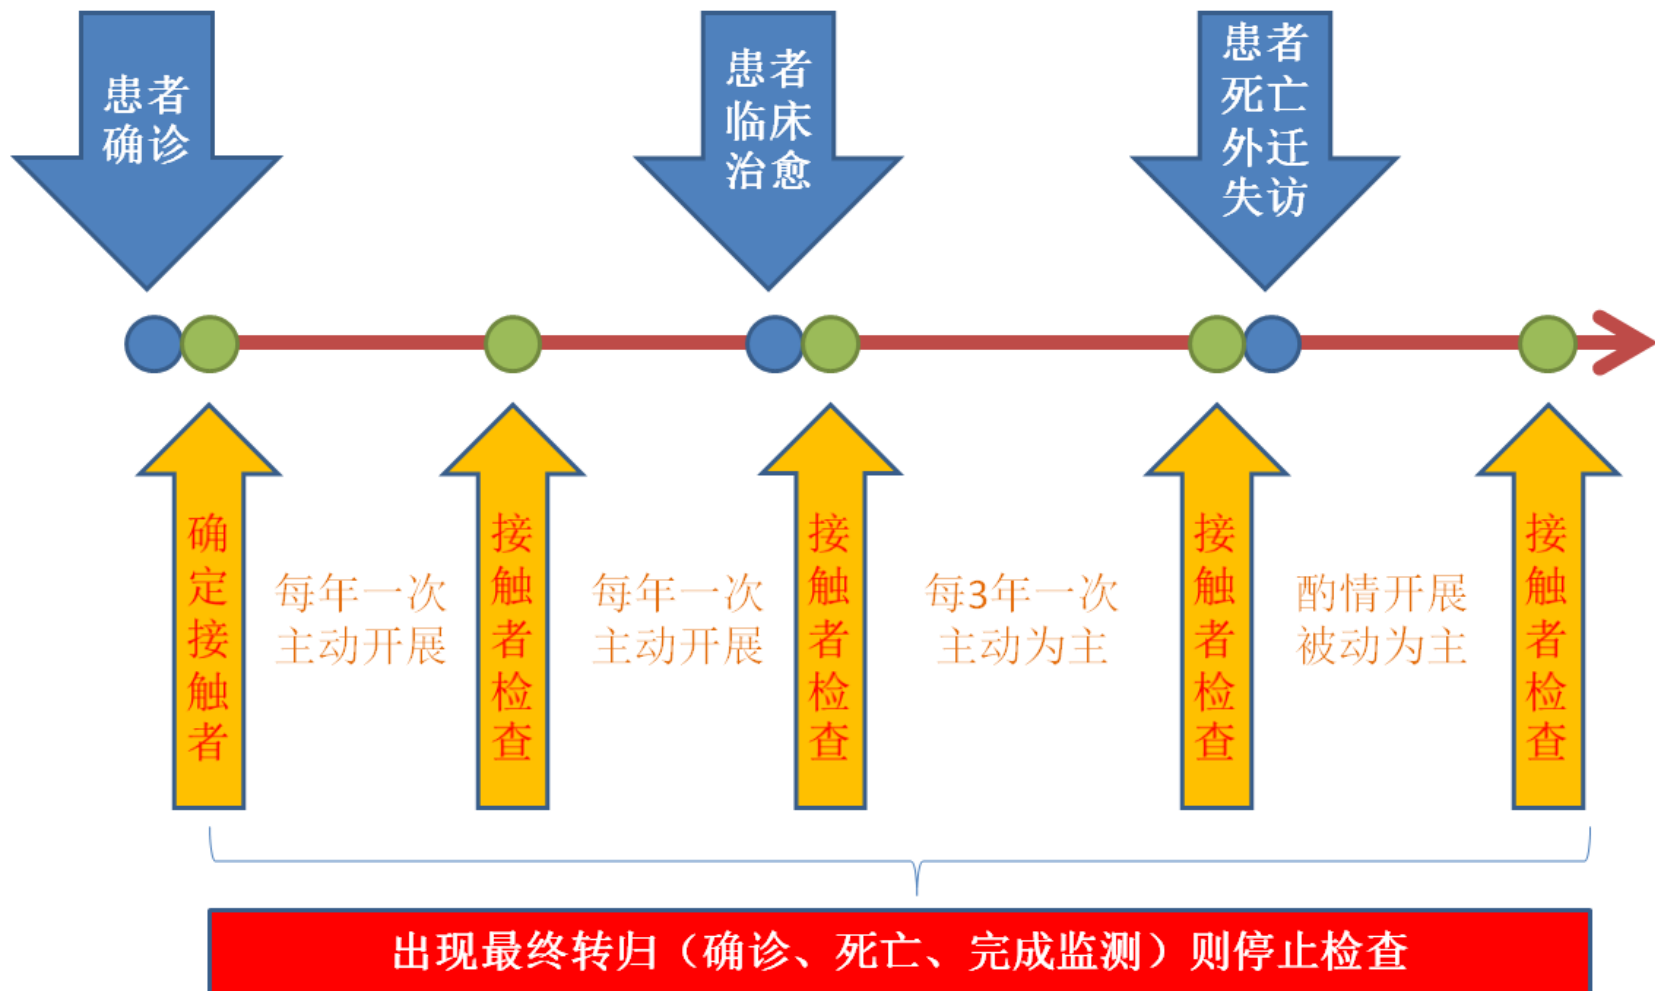 患者
确诊
患者
临床
治愈
患者
死亡
外迁
失访
确定接触者
每年一次
主动开展
接触者检查
每年一次
主动开展
接触者检查
每3年一次
主动为主
接触者检查
酌情开展
被动为主
接触者检查
出现最终转归（确诊、死亡、完成监测）则停止检查